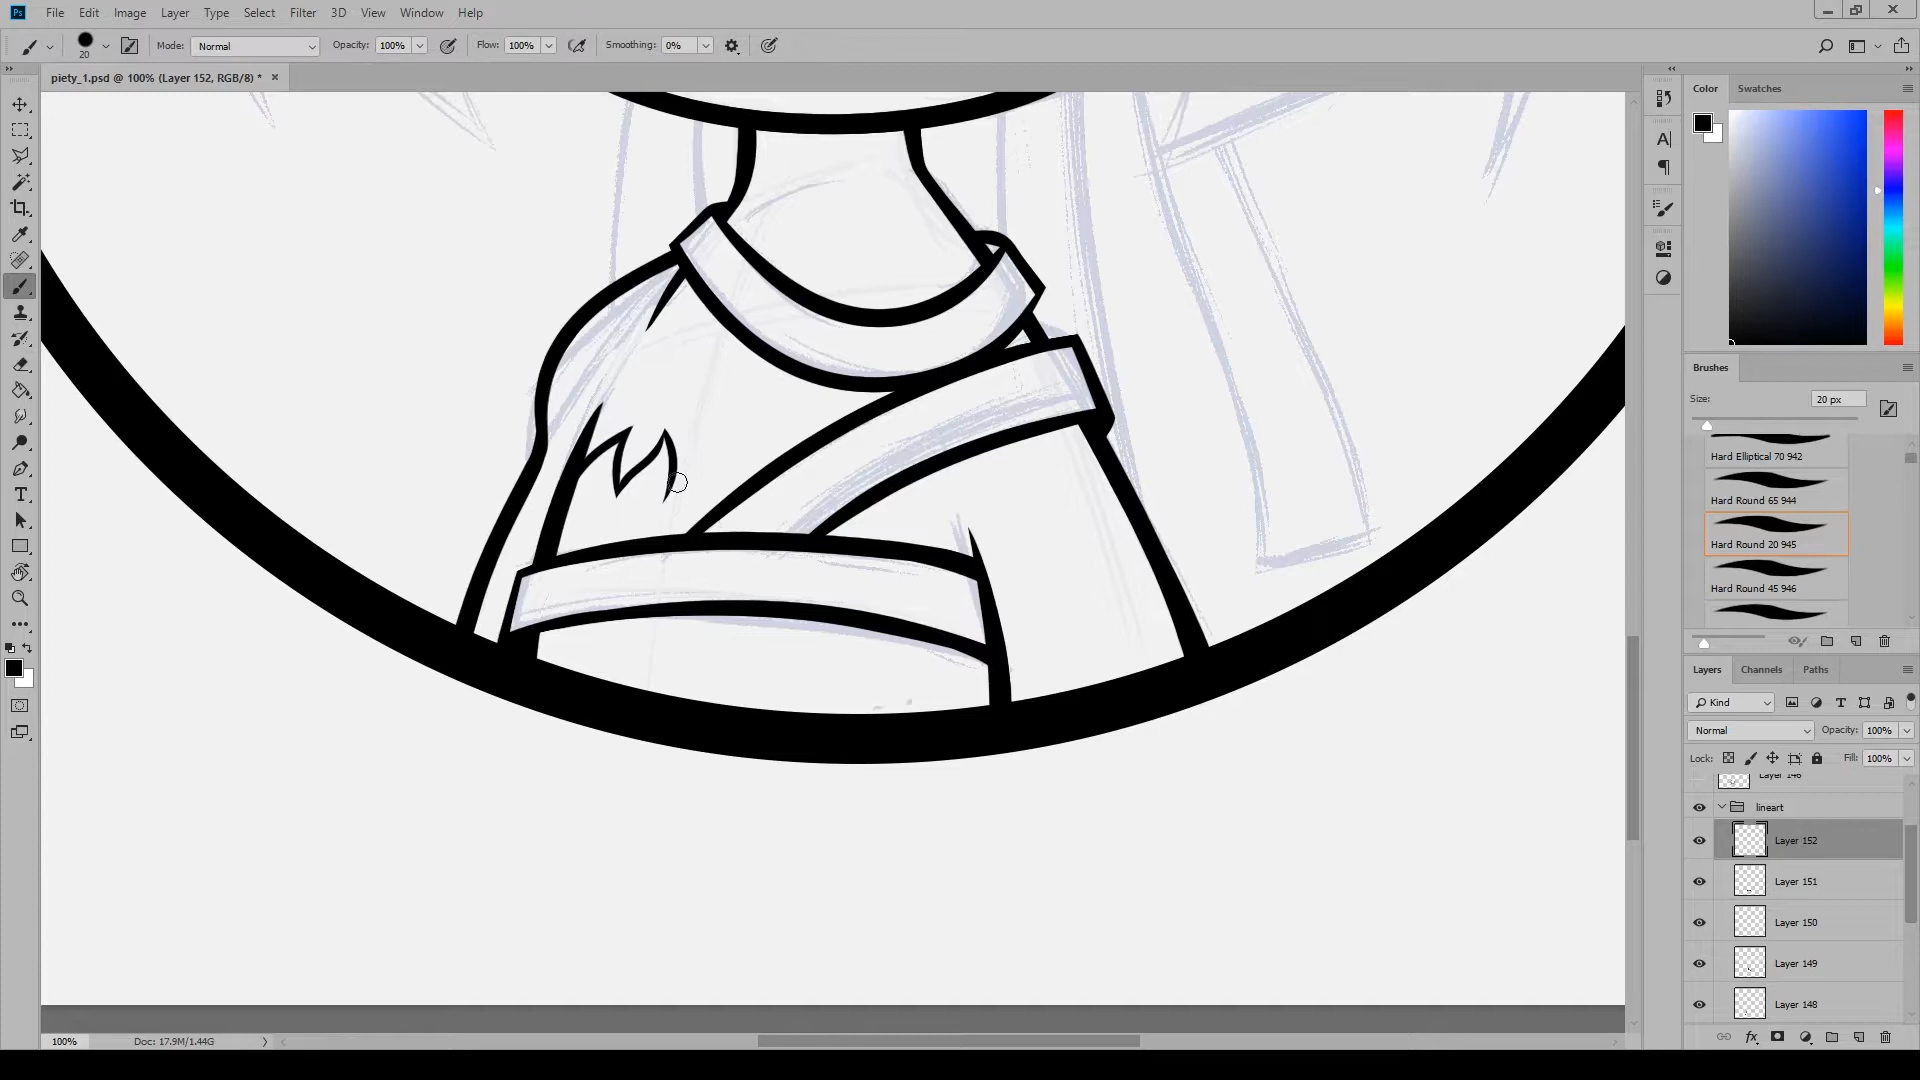 Ps File Edit Image Layer Type Select Filter 3D View Window Help
20 Mode: Normal Opacity: 100% Flow: 100% Smoothing: 0%
piety_1.psd @ 100% (Layer 152, RGB/8) *
Color Swatches
Brushes
Size: 20 px
Hard Elliptical 70 942
Hard Round 65 944
Hard Round 20 945
Hard Round 45 946
Layers Channels Paths
Kind
Normal Opacity: 100%
Lock: Fill: 100%
Layer 146
lineart
Layer 152
Layer 151
Layer 150
Layer 149
Layer 148
100% Doc: 17.9M/1.44G